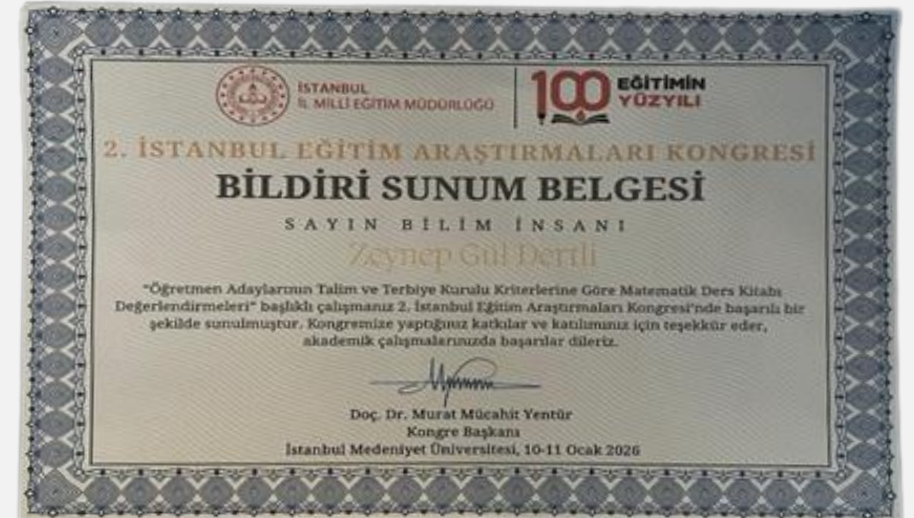 İSTANBUL
İL MİLLİ EĞİTİM MÜDÜRLÜĞÜ
100 EĞİTİMİN
YÜZYILI
2. İSTANBUL EĞİTİM ARAŞTIRMALARI KONGRESİ
BİLDİRİ SUNUM BELGESİ
SAYIN BİLİM İNSANI
Zeynep Gül Dertli
"Öğretmen Adaylarının Talim ve Terbiye Kurulu Kriterlerine Göre Matematik Ders Kitabı
Değerlendirmeleri" başlıklı çalışmanız 2. İstanbul Eğitim Araştırmaları Kongresi'nde başarılı bir
şekilde sunulmuştur. Kongremize yaptığınız katkılar ve katılımınız için teşekkür eder,
akademik çalışmalarınızda başarılar dileriz.
Doç. Dr. Murat Mücahit Yentür
Kongre Başkanı
İstanbul Medeniyet Üniversitesi, 10-11 Ocak 2026